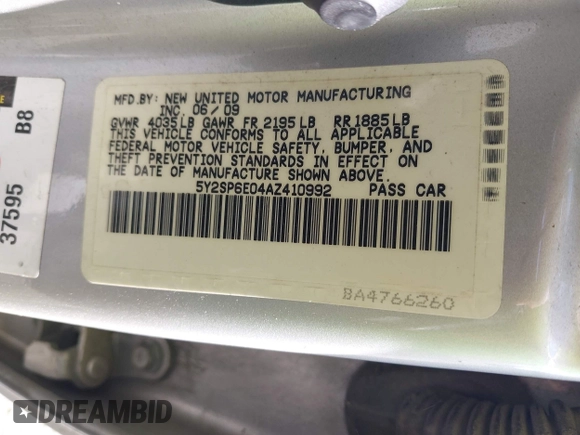 MFD.BY: NEW UNITED MOTOR MANUFACTURING
INC. 06/09
GVWR 4035LB GAWR FR 2195LB RR1885LB
THIS VEHICLE CONFORMS TO ALL APPLICABLE
FEDERAL MOTOR VEHICLE SAFETY, BUMPER, AND
THEFT PREVENTION STANDARDS IN EFFECT ON
THE DATE OF MANUFACTURE SHOWN ABOVE.
5Y2SP6E04AZ410992 PASS CAR
BA4766260
37595 B8
DREAMBID